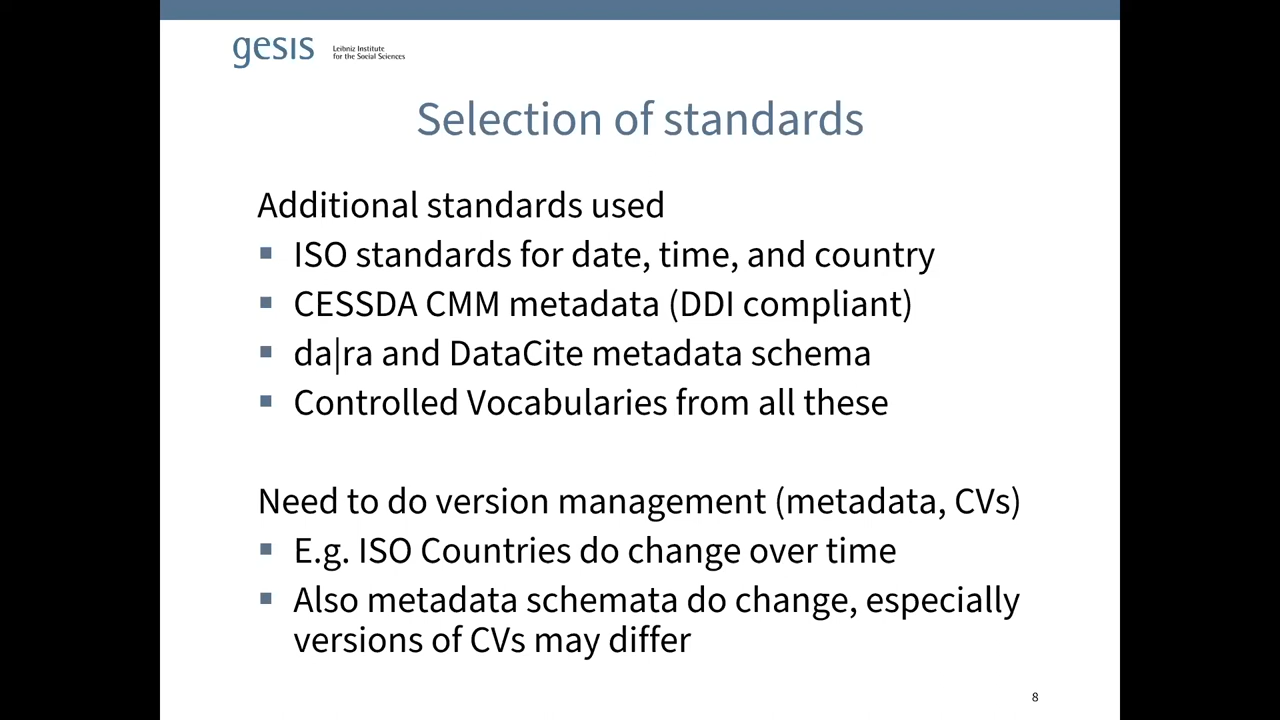 gesis
Leibniz Institute
for the Social Sciences
Selection of standards
Additional standards used
▪ ISO standards for date, time, and country
▪ CESSDA CMM metadata (DDI compliant)
▪ da|ra and DataCite metadata schema
▪ Controlled Vocabularies from all these
Need to do version management (metadata, CVs)
▪ E.g. ISO Countries do change over time
▪ Also metadata schemata do change, especially
versions of CVs may differ
8